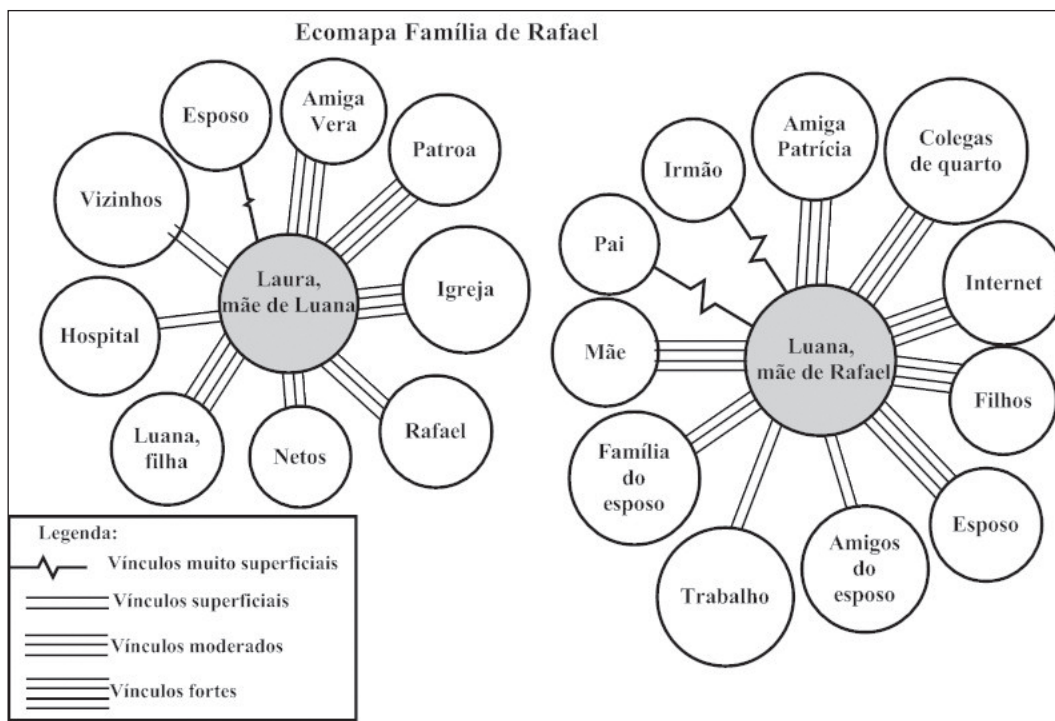 Ecomapa Família de Rafael
Esposo
Amiga
Vera
Patroa
Vizinhos
Igreja
Laura,
mãe de Luana
Hospital
Luana,
filha
Netos
Rafael
Irmão
Amiga
Patrícia
Colegas
de quarto
Pai
Internet
Mãe
Luana,
mãe de Rafael
Filhos
Família
do
esposo
Esposo
Trabalho
Amigos
do
esposo
Legenda:
Vínculos muito superficiais
Vínculos superficiais
Vínculos moderados
Vínculos fortes